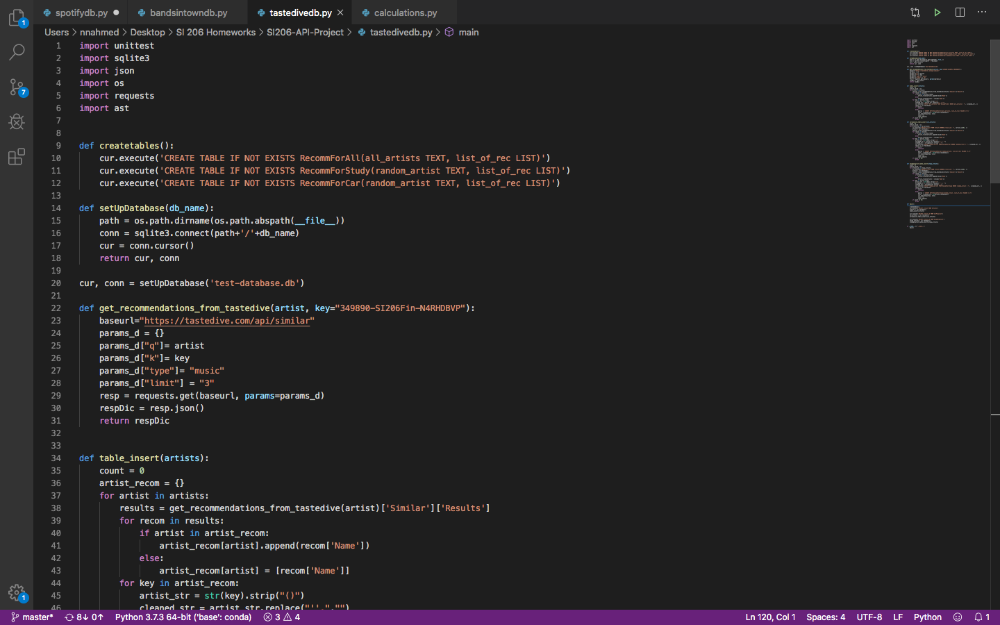 spotifydb.py
bandsintowndb.py
tastedivedb.py
calculations.py
Users > nnahmed > Desktop > SI 206 Homeworks > SI206-API-Project > tastedivedb.py > main
1 import unittest
2 import sqlite3
3 import json
4 import os
5 import requests
6 import ast
7
8
9 def createtables():
10 cur.execute('CREATE TABLE IF NOT EXISTS RecommForAll(all_artists TEXT, list_of_rec LIST)')
11 cur.execute('CREATE TABLE IF NOT EXISTS RecommForStudy(random_artist TEXT, list_of_rec LIST)')
12 cur.execute('CREATE TABLE IF NOT EXISTS RecommForCar(random_artist TEXT, list_of_rec LIST)')
13
14 def setUpDatabase(db_name):
15 path = os.path.dirname(os.path.abspath(__file__))
16 conn = sqlite3.connect(path+'/'+db_name)
17 cur = conn.cursor()
18 return cur, conn
19
20 cur, conn = setUpDatabase('test-database.db')
21
22 def get_recommendations_from_tastedive(artist, key="349890-SI206Fin-N4RHDBVP"):
23 baseurl="https://tastedive.com/api/similar"
24 params_d = {}
25 params_d["q"]= artist
26 params_d["k"]= key
27 params_d["type"]= "music"
28 params_d["limit"] = "3"
29 resp = requests.get(baseurl, params=params_d)
30 respDic = resp.json()
31 return respDic
32
33
34 def table_insert(artists):
35 count = 0
36 artist_recom = {}
37 for artist in artists:
38 results = get_recommendations_from_tastedive(artist)['Similar']['Results']
39 for recom in results:
40 if artist in artist_recom:
41 artist_recom[artist].append(recom['Name'])
42 else:
43 artist_recom[artist] = [recom['Name']]
44 for key in artist_recom:
45 artist_str = str(key).strip("()")
46 cleaned_str = artist_str.replace("'","")
1
7
1
master* 8↓ 0↑ Python 3.7.3 64-bit ('base': conda) 3 4 Ln 120, Col 1 Spaces: 4 UTF-8 LF Python 1